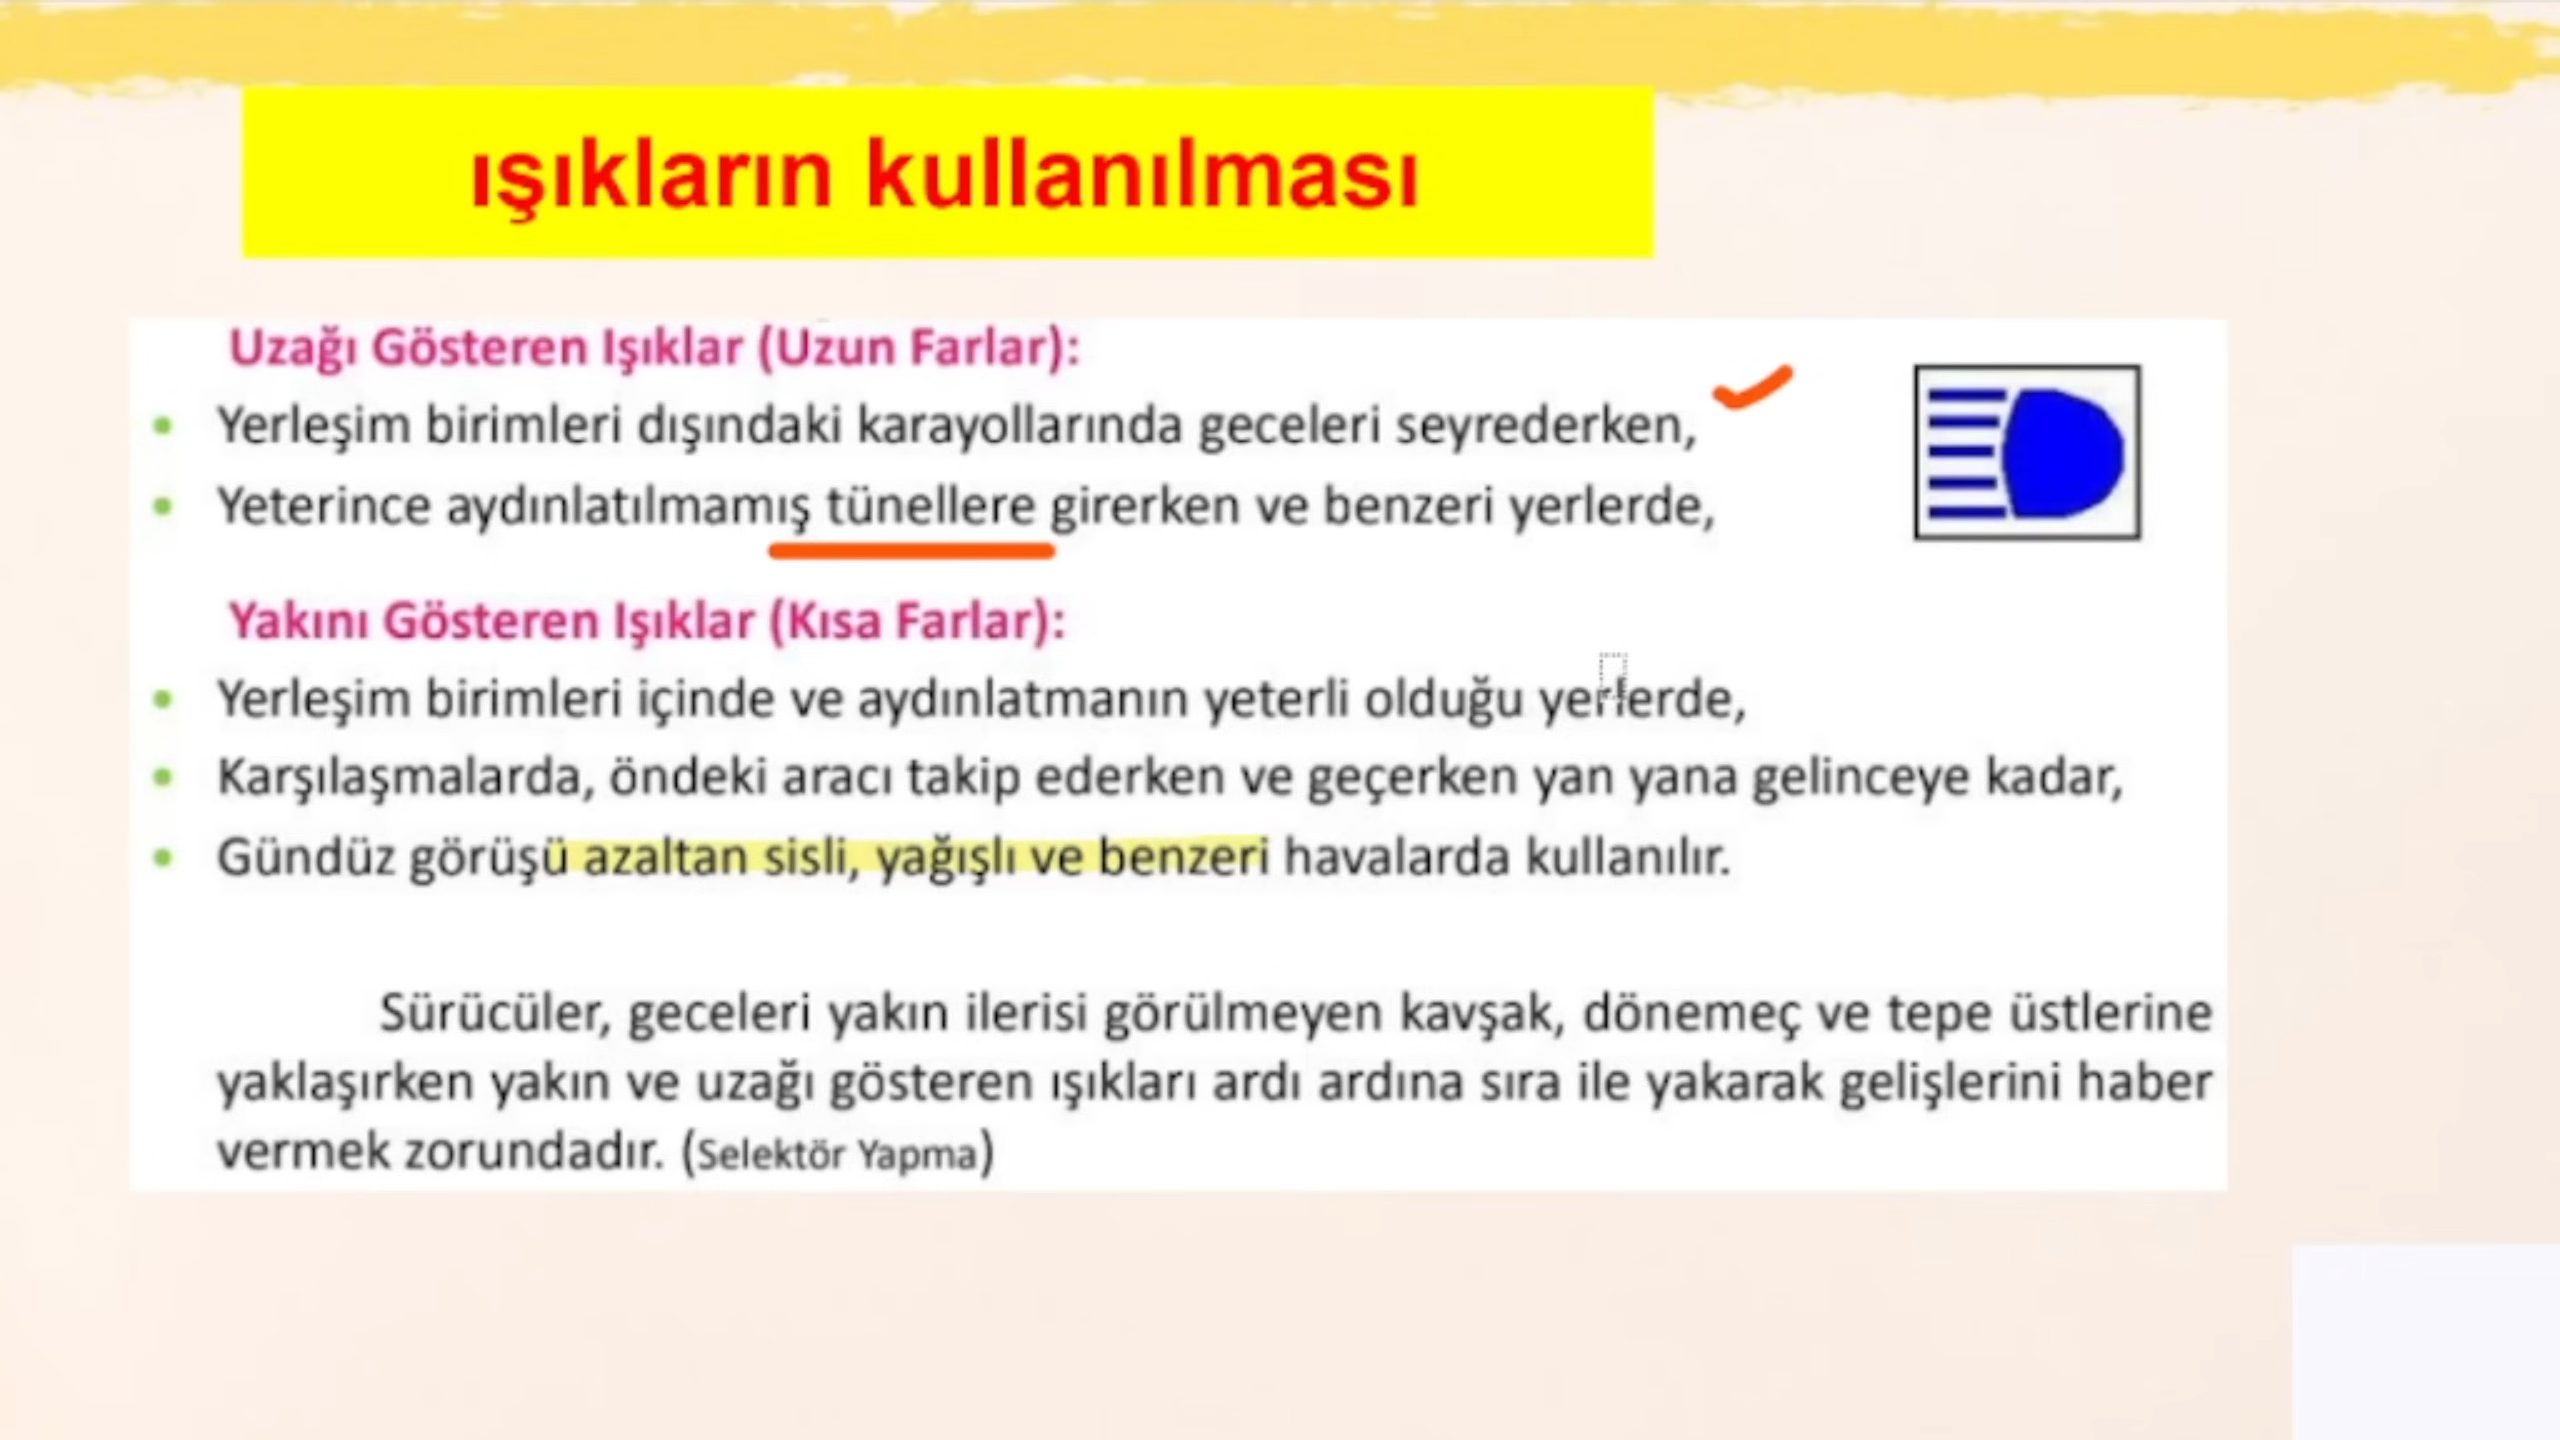 ışıkların kullanılması
Uzağı Gösteren Işıklar (Uzun Farlar):
• Yerleşim birimleri dışındaki karayollarında geceleri seyrederken,
• Yeterince aydınlatılmamış tünellere girerken ve benzeri yerlerde,
Yakını Gösteren Işıklar (Kısa Farlar):
• Yerleşim birimleri içinde ve aydınlatmanın yeterli olduğu yerlerde,
• Karşılaşmalarda, öndeki aracı takip ederken ve geçerken yan yana gelinceye kadar,
• Gündüz görüşü azaltan sisli, yağışlı ve benzeri havalarda kullanılır.
Sürücüler, geceleri yakın ilerisi görülmeyen kavşak, dönemeç ve tepe üstlerine
yaklaşırken yakın ve uzağı gösteren ışıkları ardı ardına sıra ile yakarak gelişlerini haber
vermek zorundadır. (Selektör Yapma)